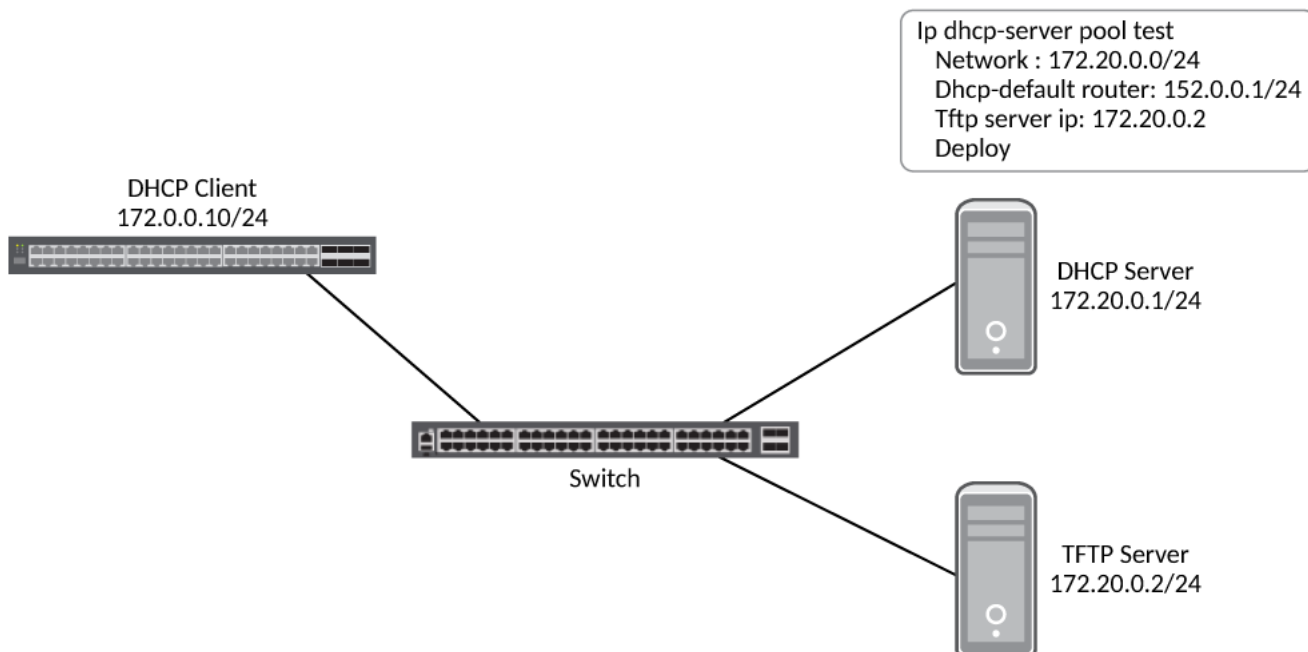 Ip dhcp-server pool test
Network : 172.20.0.0/24
Dhcp-default router: 152.0.0.1/24
Tftp server ip: 172.20.0.2
Deploy
DHCP Client
172.0.0.10/24
DHCP Server
172.20.0.1/24
Switch
TFTP Server
172.20.0.2/24